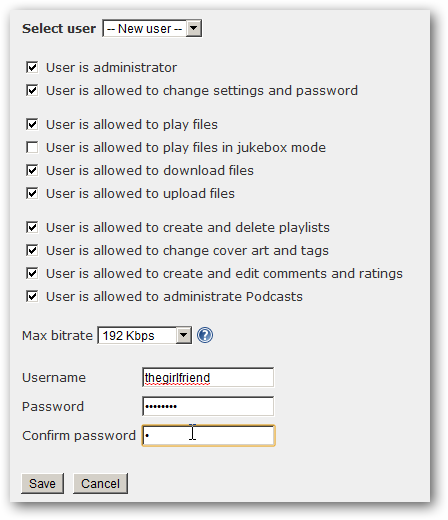 Select user -- New user --
User is administrator
User is allowed to change settings and password
User is allowed to play files
User is allowed to play files in jukebox mode
User is allowed to download files
User is allowed to upload files
User is allowed to create and delete playlists
User is allowed to change cover art and tags
User is allowed to create and edit comments and ratings
User is allowed to administrate Podcasts
Max bitrate 192 Kbps ?
Username thegirlfriend
Password ••••••••
Confirm password •
Save Cancel